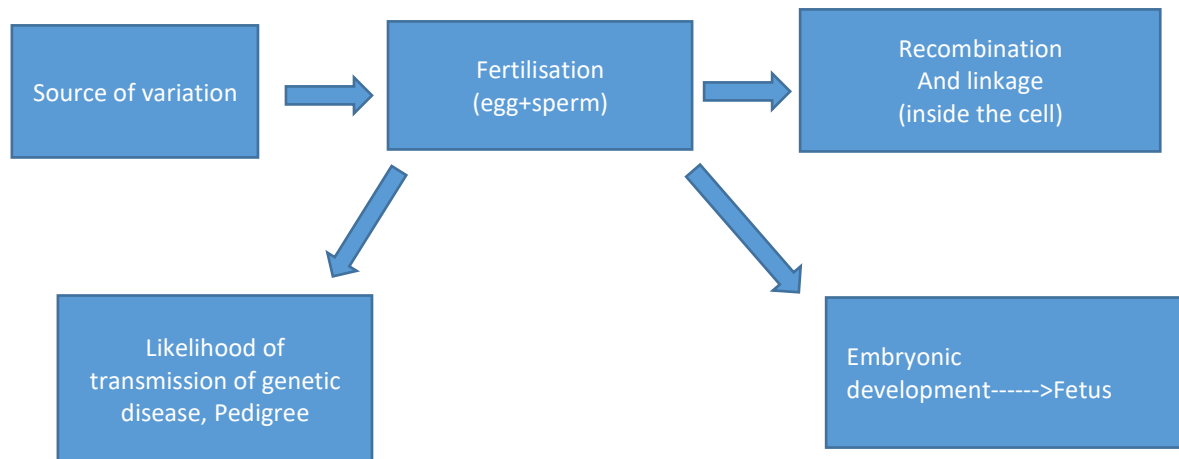 Source of variation
Fertilisation
(egg+sperm)
Recombination
And linkage
(inside the cell)
Likelihood of
transmission of genetic
disease, Pedigree
Embryonic
development------>Fetus